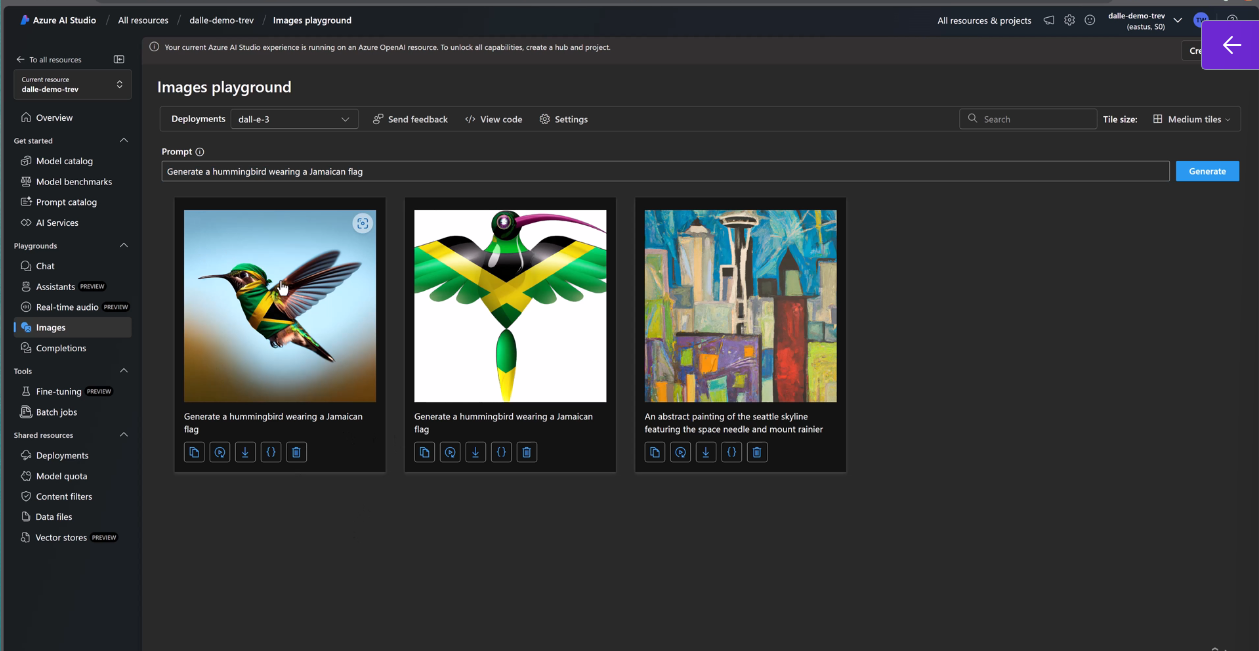 Azure AI Studio / All resources / dalle-demo-trev / Images playground
All resources & projects
dalle-demo-trev
(eastus, S0)
TW
Your current Azure AI Studio experience is running on an Azure OpenAI resource. To unlock all capabilities, create a hub and project.
To all resources
Current resource
dalle-demo-trev
Overview
Get started
Model catalog
Model benchmarks
Prompt catalog
AI Services
Playgrounds
Chat
Assistants PREVIEW
Real-time audio PREVIEW
Images
Completions
Tools
Fine-tuning PREVIEW
Batch jobs
Shared resources
Deployments
Model quota
Content filters
Data files
Vector stores PREVIEW
Images playground
Deployments dall-e-3 Send feedback </> View code Settings Search Tile size: Medium tiles
Prompt
Generate a hummingbird wearing a Jamaican flag
Generate
Generate a hummingbird wearing a Jamaican
flag
Generate a hummingbird wearing a Jamaican
flag
An abstract painting of the seattle skyline
featuring the space needle and mount rainier